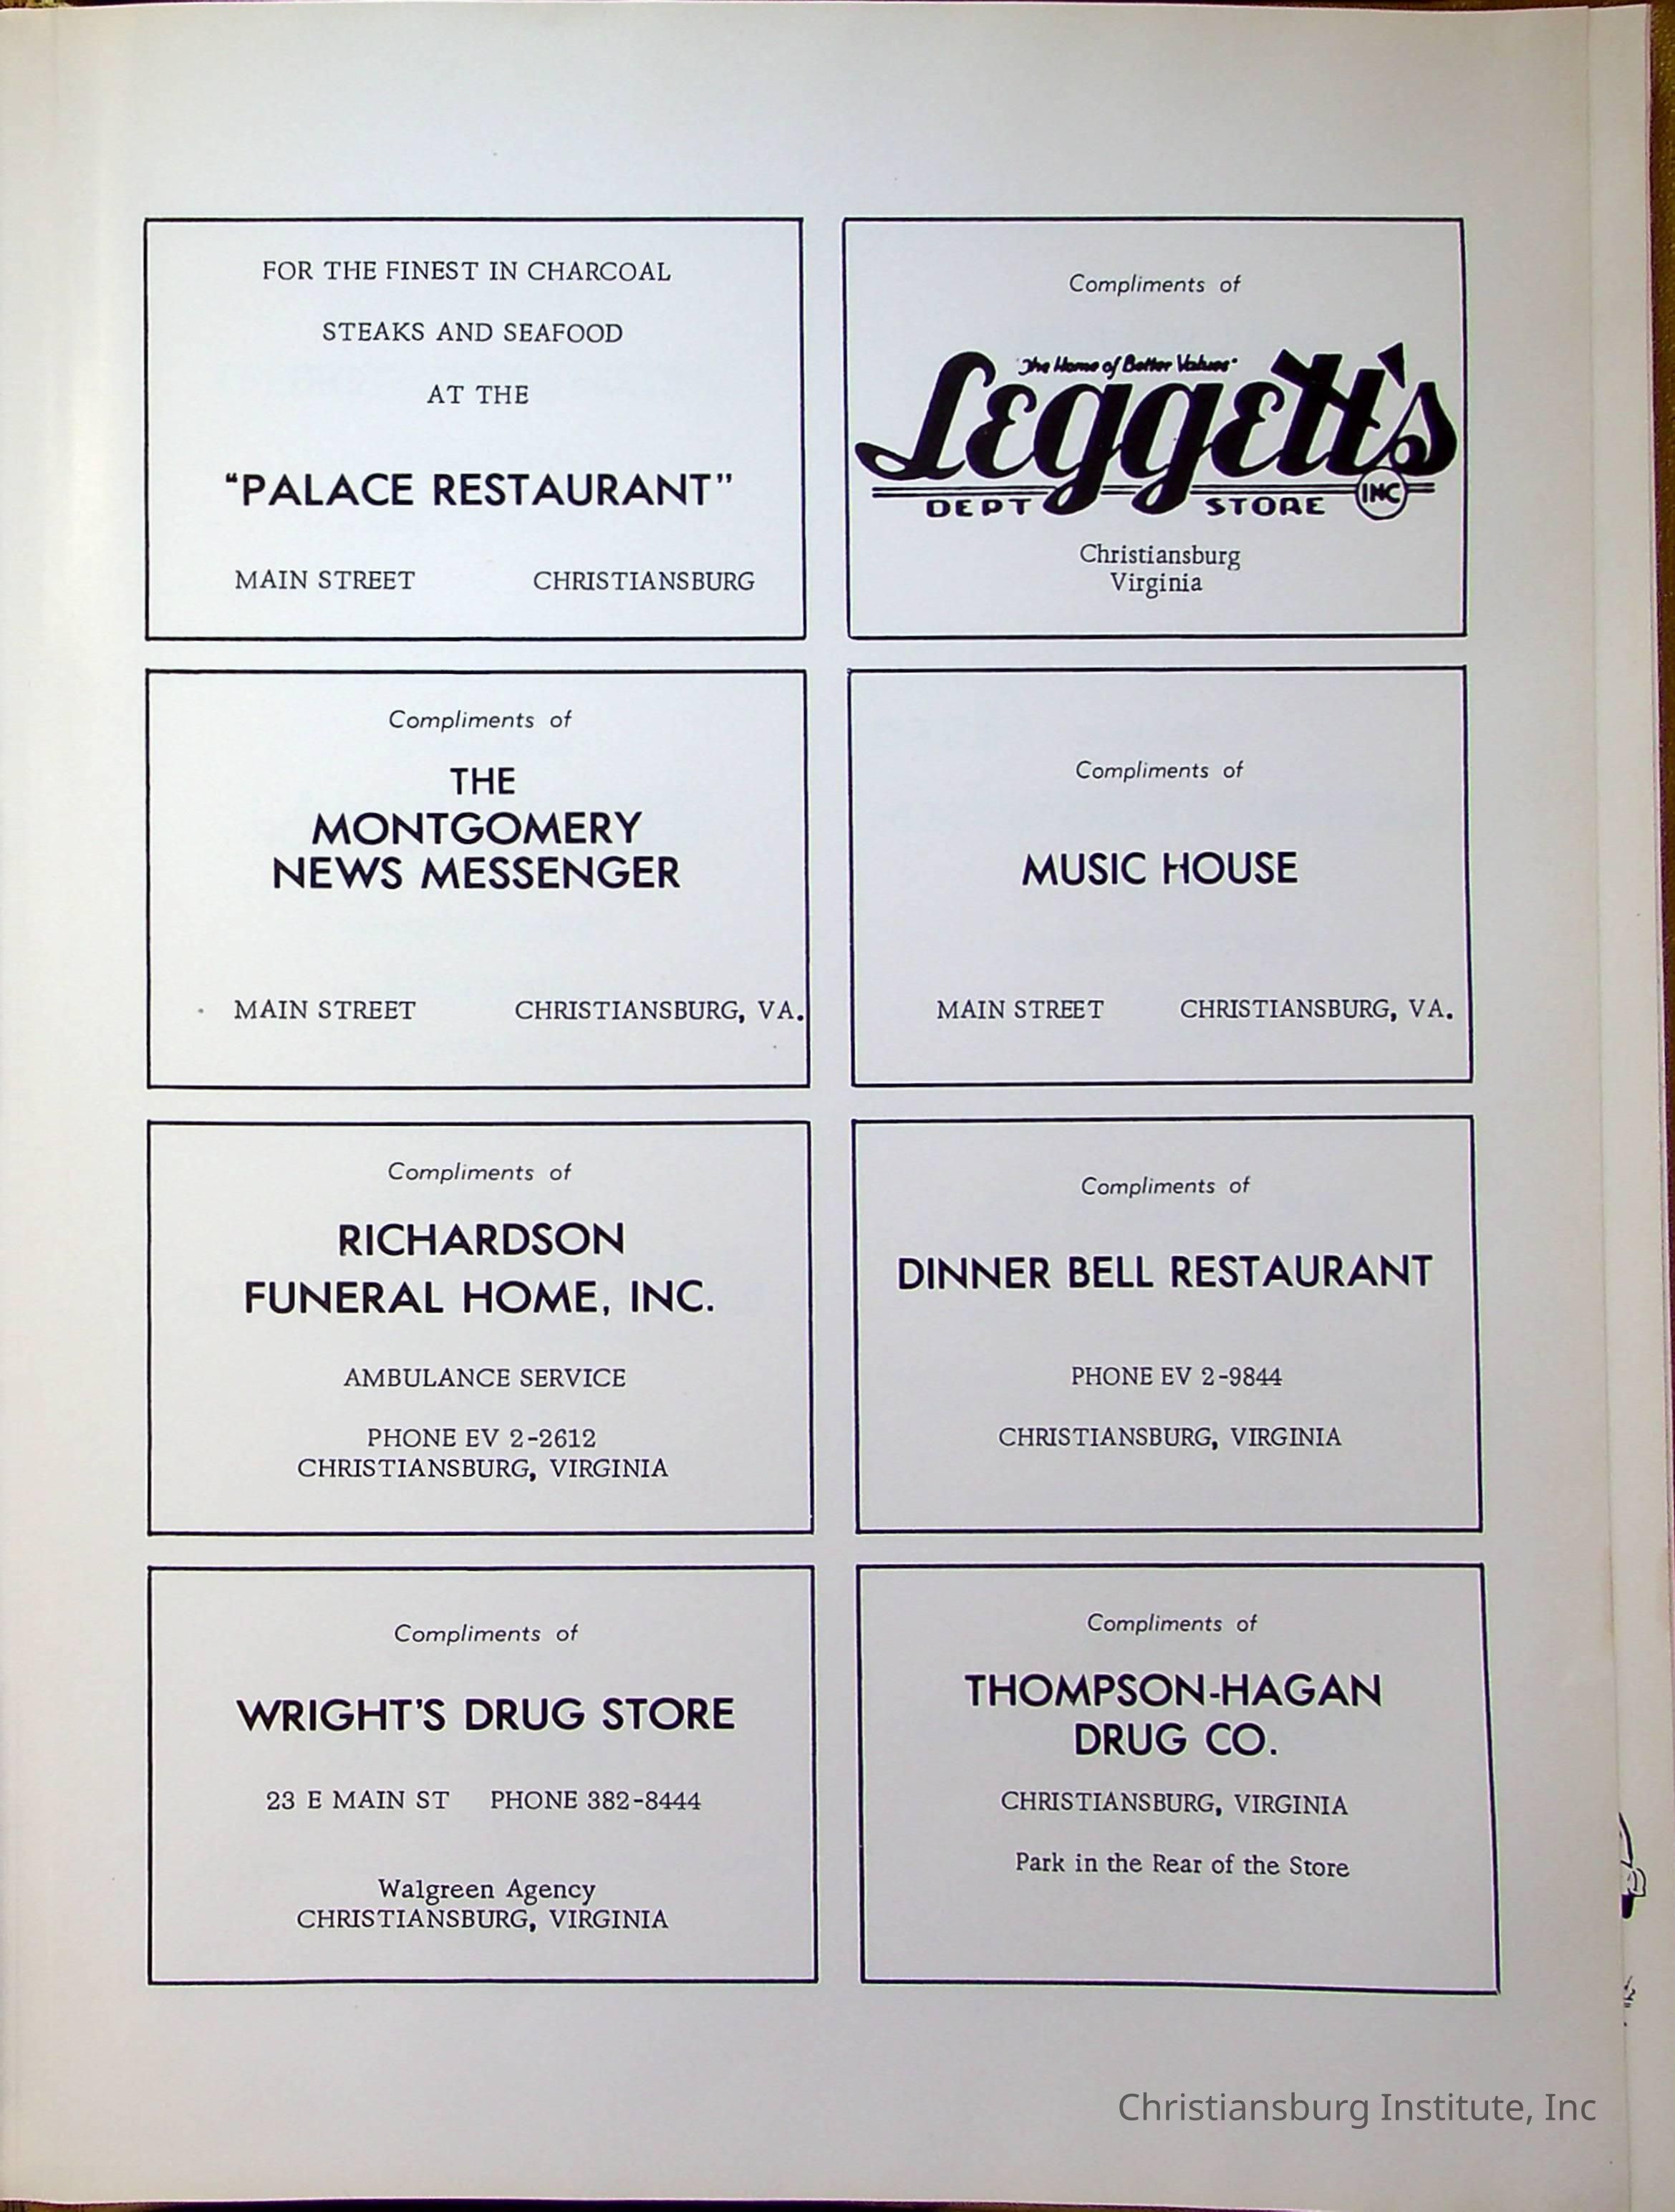 FOR THE FINEST IN CHARCOAL
STEAKS AND SEAFOOD
AT THE
"PALACE RESTAURANT"
MAIN STREET CHRISTIANSBURG
Compliments of
"The Home of Better Values"
Leggett's
DEPT STORE INC
Christiansburg
Virginia
Compliments of
THE
MONTGOMERY
NEWS MESSENGER
MAIN STREET CHRISTIANSBURG, VA.
Compliments of
MUSIC HOUSE
MAIN STREET CHRISTIANSBURG, VA.
Compliments of
RICHARDSON
FUNERAL HOME, INC.
AMBULANCE SERVICE
PHONE EV 2-2612
CHRISTIANSBURG, VIRGINIA
Compliments of
DINNER BELL RESTAURANT
PHONE EV 2-9844
CHRISTIANSBURG, VIRGINIA
Compliments of
WRIGHT'S DRUG STORE
23 E MAIN ST PHONE 382-8444
Walgreen Agency
CHRISTIANSBURG, VIRGINIA
Compliments of
THOMPSON-HAGAN
DRUG CO.
CHRISTIANSBURG, VIRGINIA
Park in the Rear of the Store
Christiansburg Institute, Inc